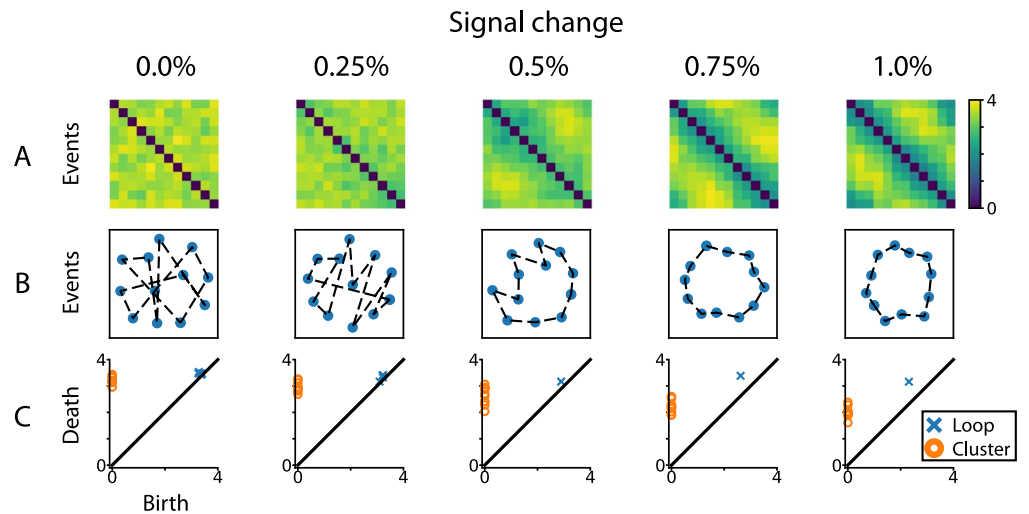 Signal change
0.0% 0.25% 0.5% 0.75% 1.0%
A
Events
4
0
B
Events
C
Death
4 4 4 4 4
0 0 0 0 0
0 4 0 4 0 4 0 4 0 4
Birth
Loop
Cluster